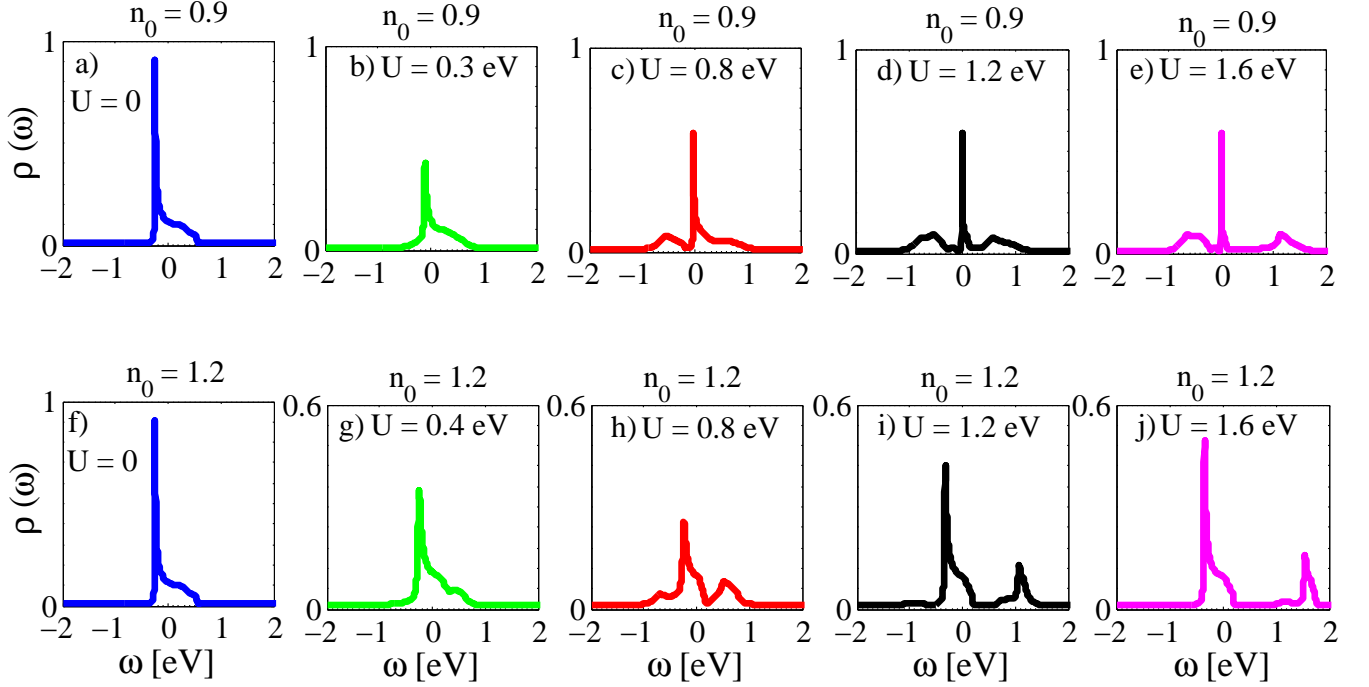 n₀ = 0.9
n₀ = 0.9
n₀ = 0.9
n₀ = 0.9
n₀ = 0.9
a)
U = 0
b) U = 0.3 eV
c) U = 0.8 eV
d) U = 1.2 eV
e) U = 1.6 eV
ρ (ω)
1
0
−2 −1 0 1 2
1
0
−2 −1 0 1 2
1
0
−2 −1 0 1 2
1
0
−2 −1 0 1 2
1
0
−2 −1 0 1 2
n₀ = 1.2
n₀ = 1.2
n₀ = 1.2
n₀ = 1.2
n₀ = 1.2
f)
U = 0
g) U = 0.4 eV
h) U = 0.8 eV
i) U = 1.2 eV
j) U = 1.6 eV
ρ (ω)
1
0
−2 −1 0 1 2
0.6
0
−2 −1 0 1 2
0.6
0
−2 −1 0 1 2
0.6
0
−2 −1 0 1 2
0.6
0
−2 −1 0 1 2
ω [eV]
ω [eV]
ω [eV]
ω [eV]
ω [eV]